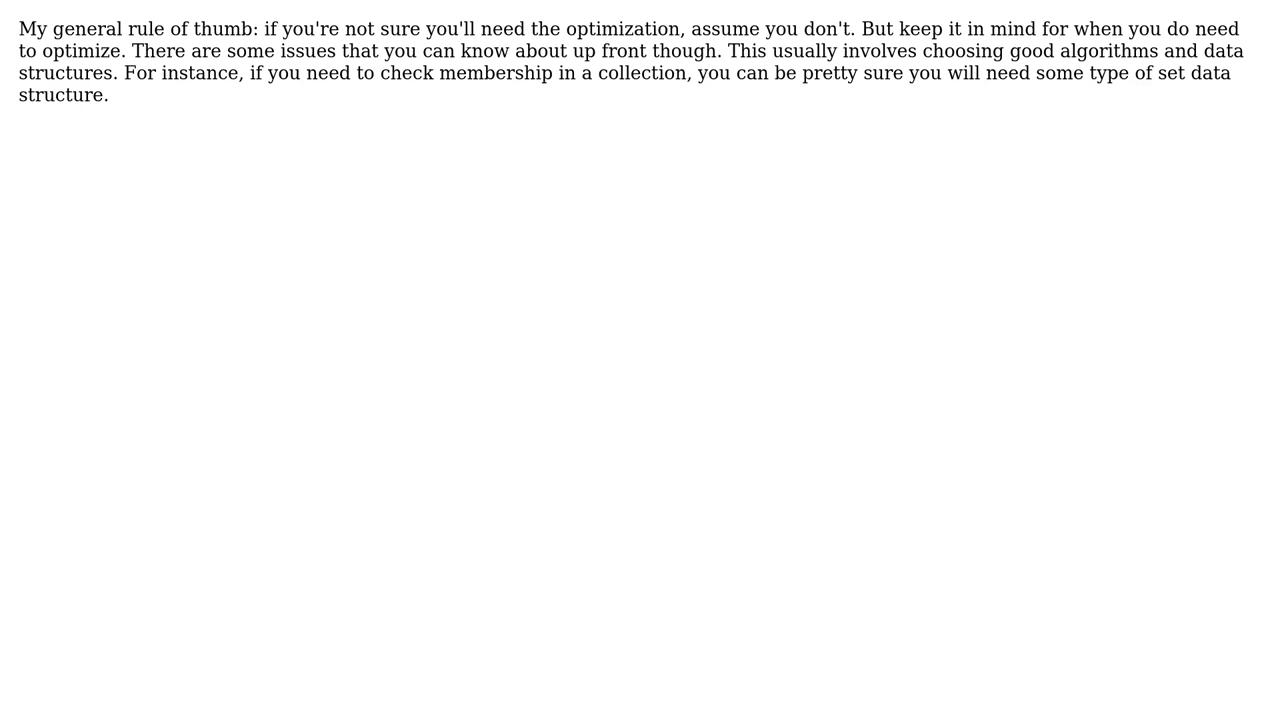 My general rule of thumb: if you're not sure you'll need the optimization, assume you don't. But keep it in mind for when you do need
to optimize. There are some issues that you can know about up front though. This usually involves choosing good algorithms and data
structures. For instance, if you need to check membership in a collection, you can be pretty sure you will need some type of set data
structure.